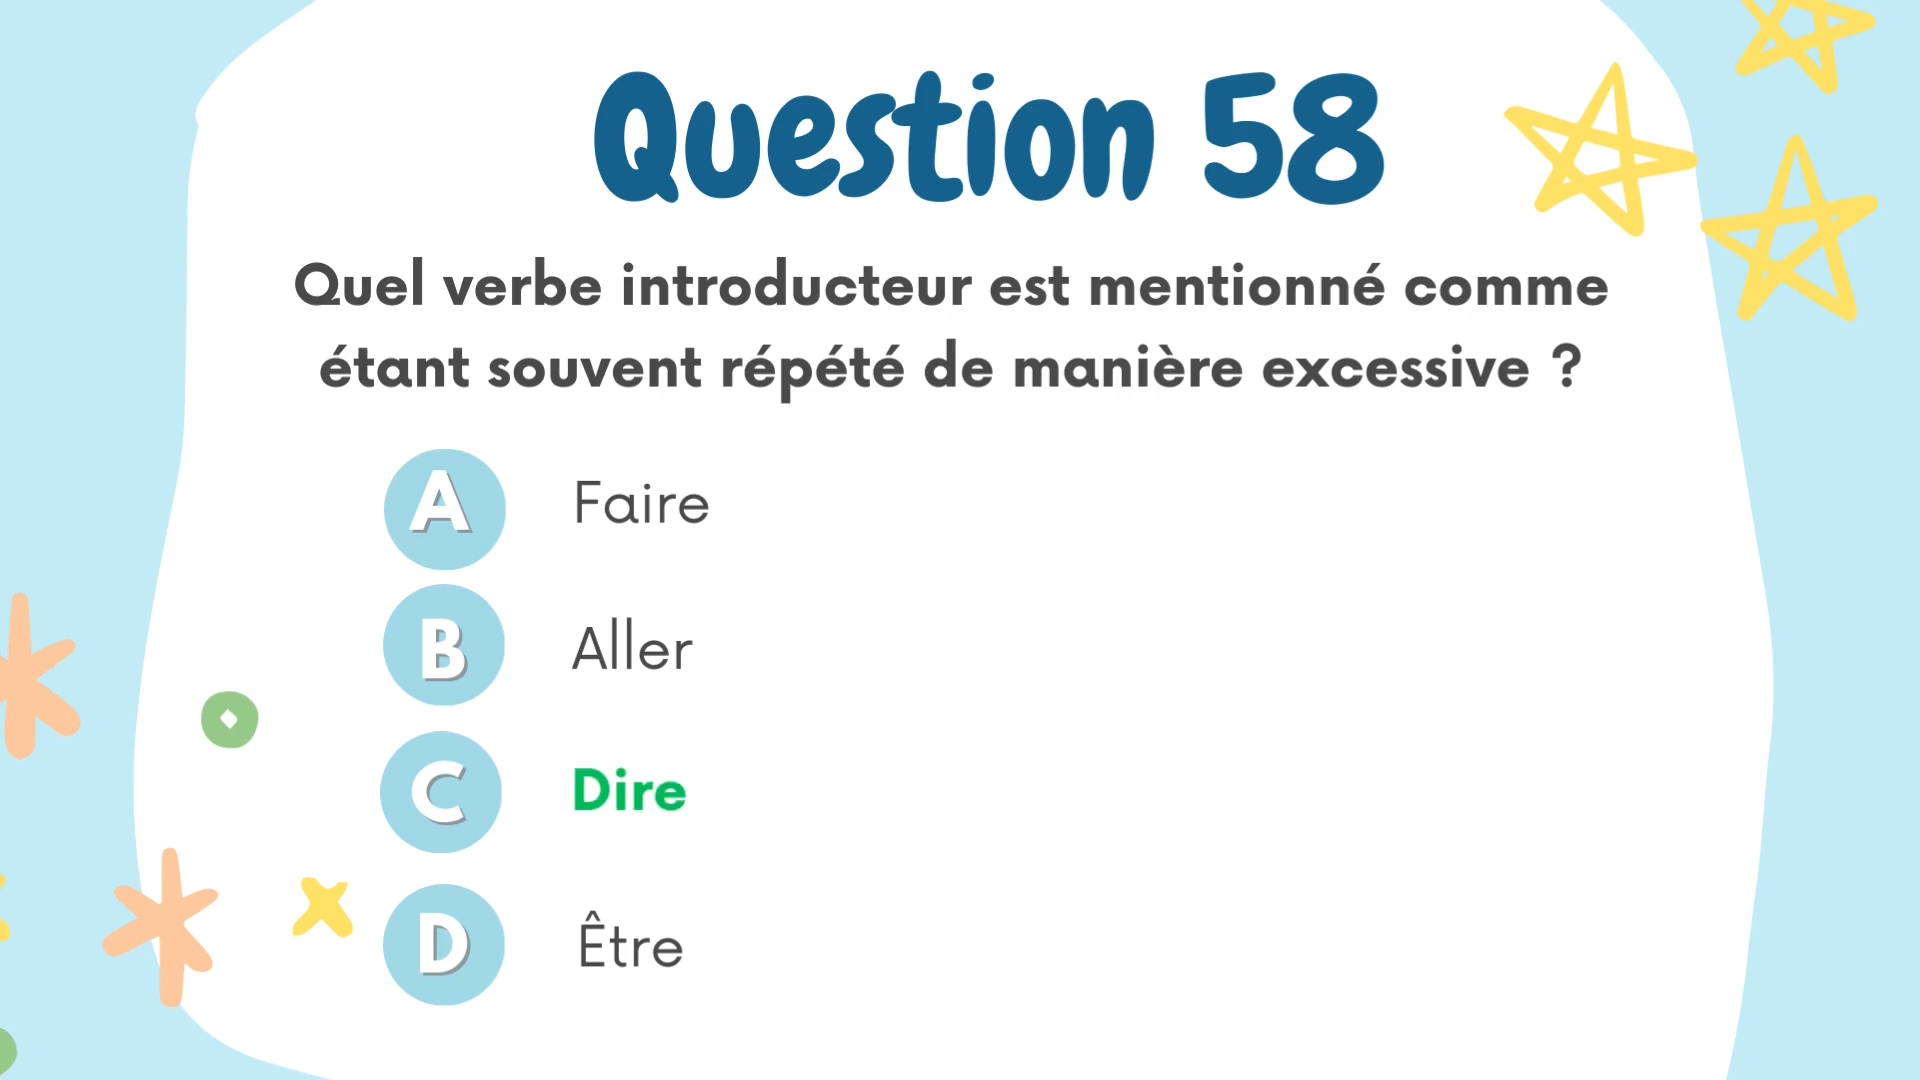 Question 58
Quel verbe introducteur est mentionné comme
étant souvent répété de manière excessive ?
A Faire
B Aller
C Dire
D Être